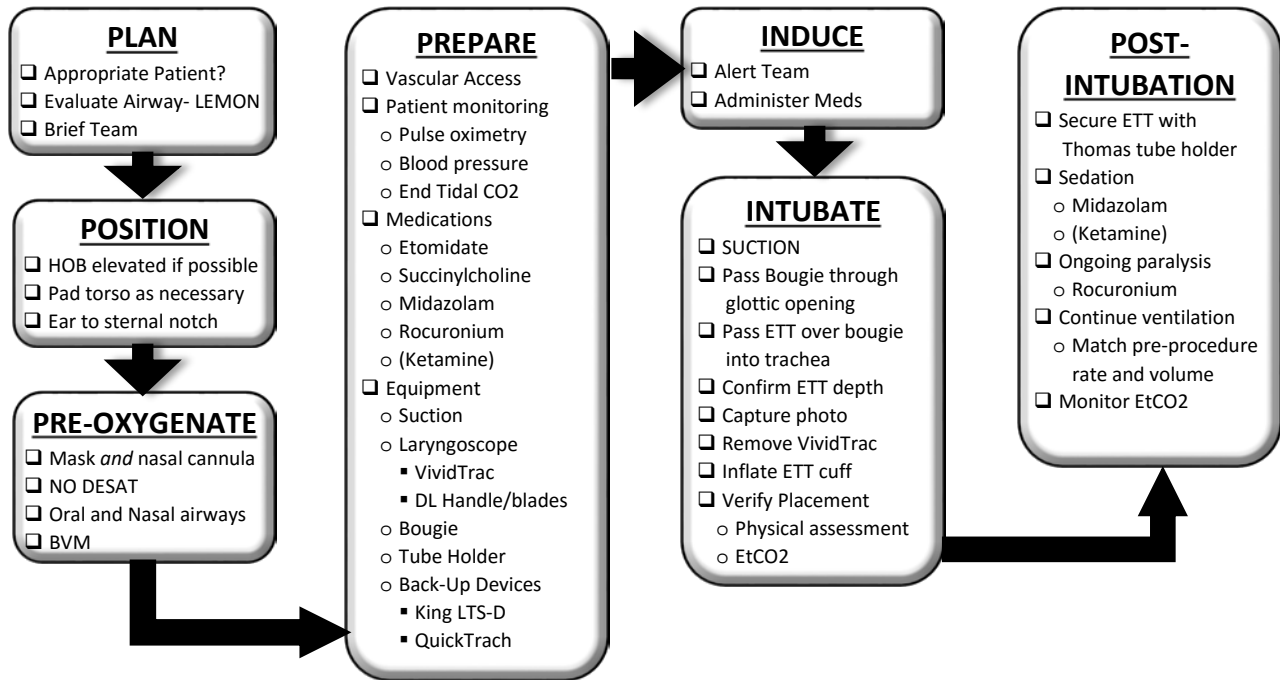 PLAN
❑ Appropriate Patient?
❑ Evaluate Airway- LEMON
❑ Brief Team
POSITION
❑ HOB elevated if possible
❑ Pad torso as necessary
❑ Ear to sternal notch
PRE-OXYGENATE
❑ Mask and nasal cannula
❑ NO DESAT
❑ Oral and Nasal airways
❑ BVM
PREPARE
❑ Vascular Access
❑ Patient monitoring
o Pulse oximetry
o Blood pressure
o End Tidal CO2
❑ Medications
o Etomidate
o Succinylcholine
o Midazolam
o Rocuronium
o (Ketamine)
❑ Equipment
o Suction
o Laryngoscope
▪ VividTrac
▪ DL Handle/blades
o Bougie
o Tube Holder
o Back-Up Devices
▪ King LTS-D
▪ QuickTrach
INDUCE
❑ Alert Team
❑ Administer Meds
INTUBATE
❑ SUCTION
❑ Pass Bougie through
glottic opening
❑ Pass ETT over bougie
into trachea
❑ Confirm ETT depth
❑ Capture photo
❑ Remove VividTrac
❑ Inflate ETT cuff
❑ Verify Placement
o Physical assessment
o EtCO2
POST-
INTUBATION
❑ Secure ETT with
Thomas tube holder
❑ Sedation
o Midazolam
o (Ketamine)
❑ Ongoing paralysis
o Rocuronium
❑ Continue ventilation
o Match pre-procedure
rate and volume
❑ Monitor EtCO2